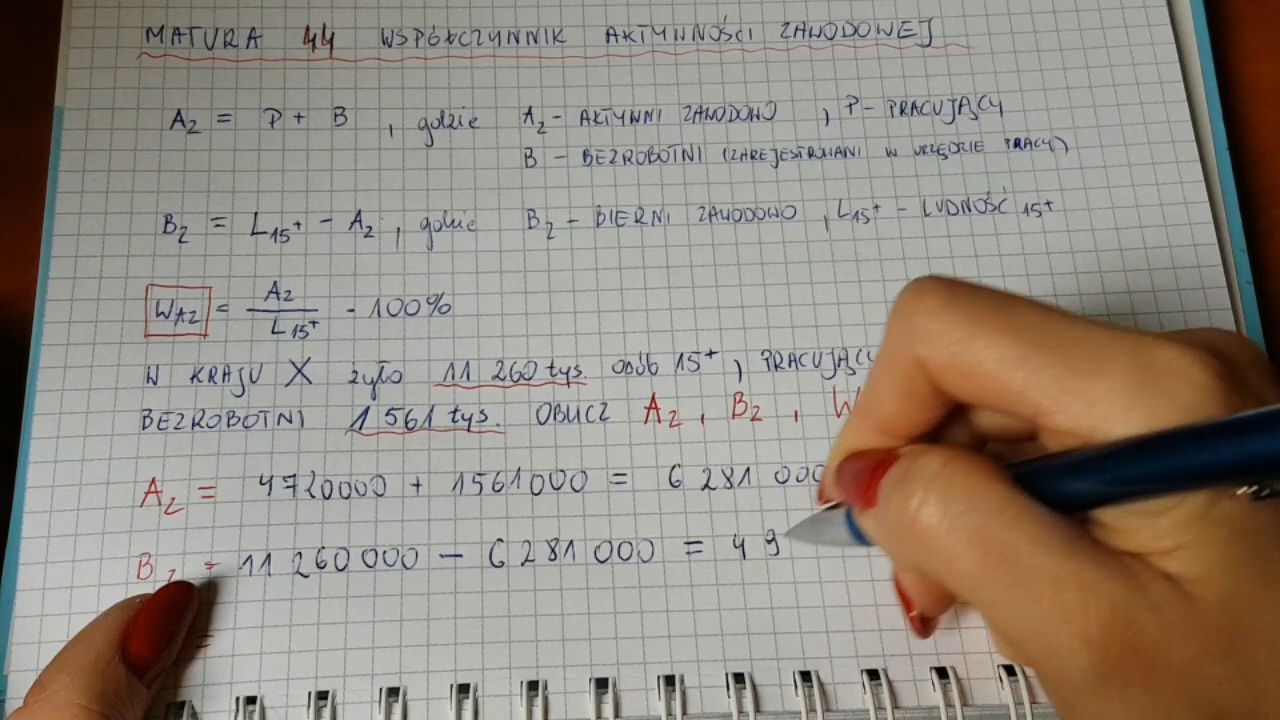 MATURA 44 WSPÓŁCZYNNIK AKTYWNOŚCI ZAWODOWEJ
Az = P + B , gdzie Az - AKTYWNI ZAWODOWO , P - PRACUJĄCY
B - BEZROBOTNI (ZAREJESTROWANI W URZĘDZIE PRACY)
Bz = L15+ - Az , gdzie Bz - BIERNI ZAWODOWO , L15+ - LUDNOŚĆ 15+
WAZ = Az / L15+ · 100%
W KRAJU X żyło 11 260 tys. osób 15+ , PRACUJĄCY
BEZROBOTNI 1 561 tys. OBLICZ Az , Bz , W
Az = 4720000 + 1561000 = 6 281 000
Bz = 11 260 000 - 6 281 000 = 4 9
=